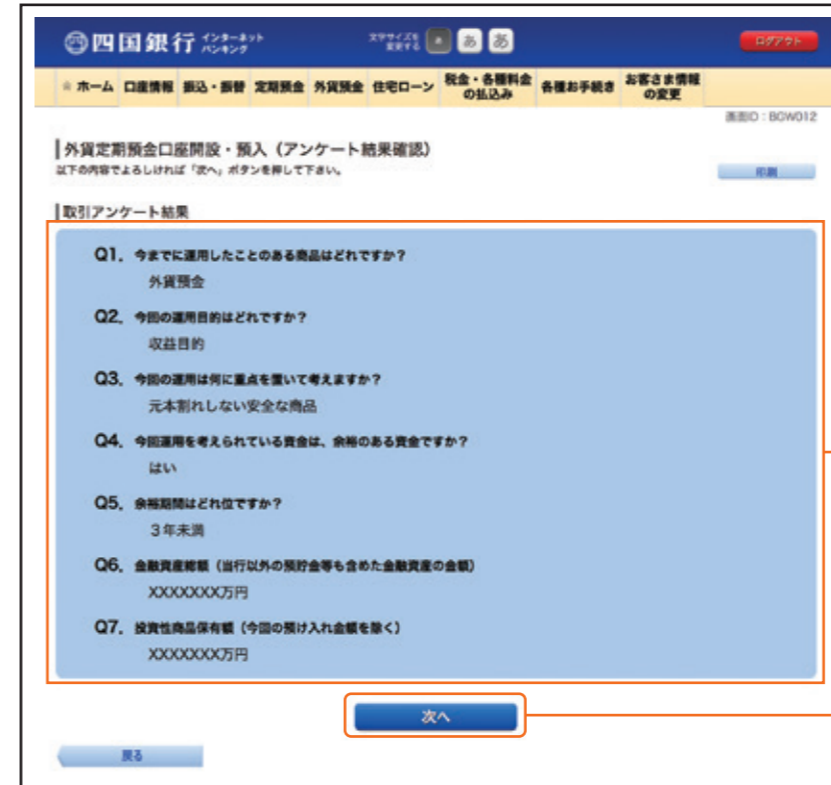 四国銀行 インターネットバンキング
文字サイズを変更する あ あ あ
ログアウト
ホーム 口座情報 振込・振替 定期預金 外貨預金 住宅ローン 税金・各種料金の払込み 各種お手続き お客さま情報の変更
画面ID：BGW012
外貨定期預金口座開設・預入（アンケート結果確認）
以下の内容でよろしければ「次へ」ボタンを押して下さい。
印刷
取引アンケート結果
Q1. 今までに運用したことのある商品はどれですか？
外貨預金
Q2. 今回の運用目的はどれですか？
収益目的
Q3. 今回の運用は何に重点を置いて考えますか？
元本割れしない安全な商品
Q4. 今回運用を考えられている資金は、余裕のある資金ですか？
はい
Q5. 余裕期間はどれ位ですか？
３年未満
Q6. 金融資産総額（当行以外の預貯金等も含めた金融資産の金額）
XXXXXXX万円
Q7. 投資性商品保有額（今回の預け入れ金額を除く）
XXXXXXX万円
次へ
戻る